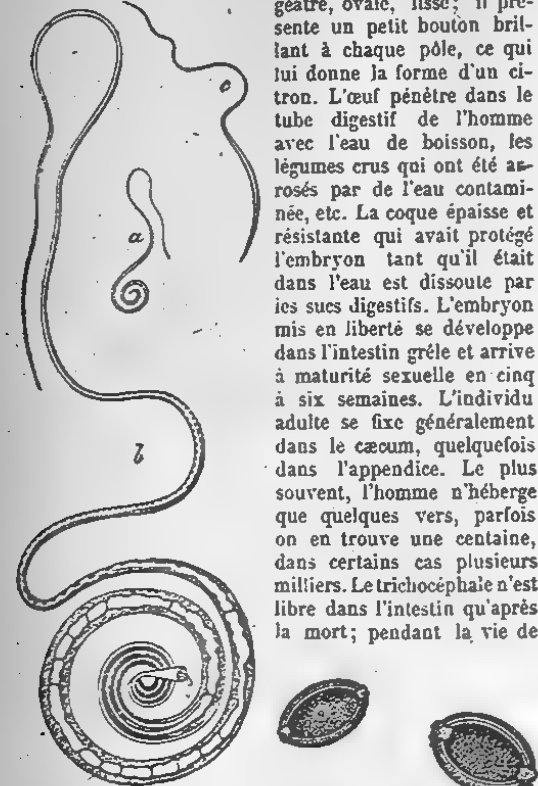 geâtre, ovale, lisse; il pré-
sente un petit bouton bril-
lant à chaque pôle, ce qui
lui donne la forme d'un ci-
tron. L'œuf pénètre dans le
tube digestif de l'homme
avec l'eau de boisson, les
légumes crus qui ont été ar-
rosés par de l'eau contami-
née, etc. La coque épaisse et
résistante qui avait protégé
l'embryon tant qu'il était
dans l'eau est dissoute par
les sucs digestifs. L'embryon
mis en liberté se développe
dans l'intestin grêle et arrive
à maturité sexuelle en cinq
à six semaines. L'individu
adulte se fixe généralement
dans le cæcum, quelquefois
dans l'appendice. Le plus
souvent, l'homme n'héberge
que quelques vers, parfois
on en trouve une centaine,
dans certains cas plusieurs
milliers. Le trichocéphale n'est
libre dans l'intestin qu'après
la mort; pendant la vie de
c
a
b